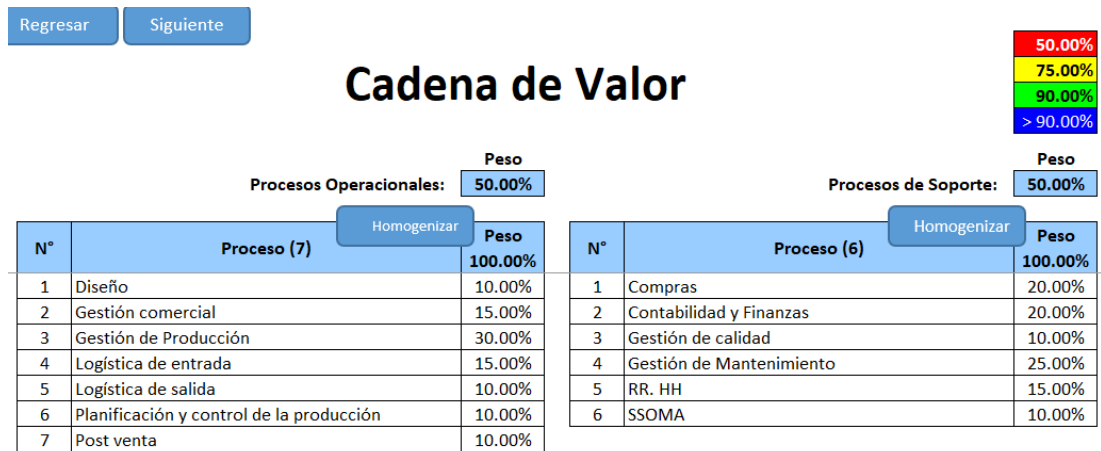 Regresar Siguiente
50.00%
75.00%
90.00%
> 90.00%
Cadena de Valor
Peso
Procesos Operacionales: 50.00%
Peso
Procesos de Soporte: 50.00%
Homogenizar
N° Proceso (7) Peso
100.00%
1 Diseño 10.00%
2 Gestión comercial 15.00%
3 Gestión de Producción 30.00%
4 Logística de entrada 15.00%
5 Logística de salida 10.00%
6 Planificación y control de la producción 10.00%
7 Post venta 10.00%
Homogenizar
N° Proceso (6) Peso
100.00%
1 Compras 20.00%
2 Contabilidad y Finanzas 20.00%
3 Gestión de calidad 10.00%
4 Gestión de Mantenimiento 25.00%
5 RR. HH 15.00%
6 SSOMA 10.00%